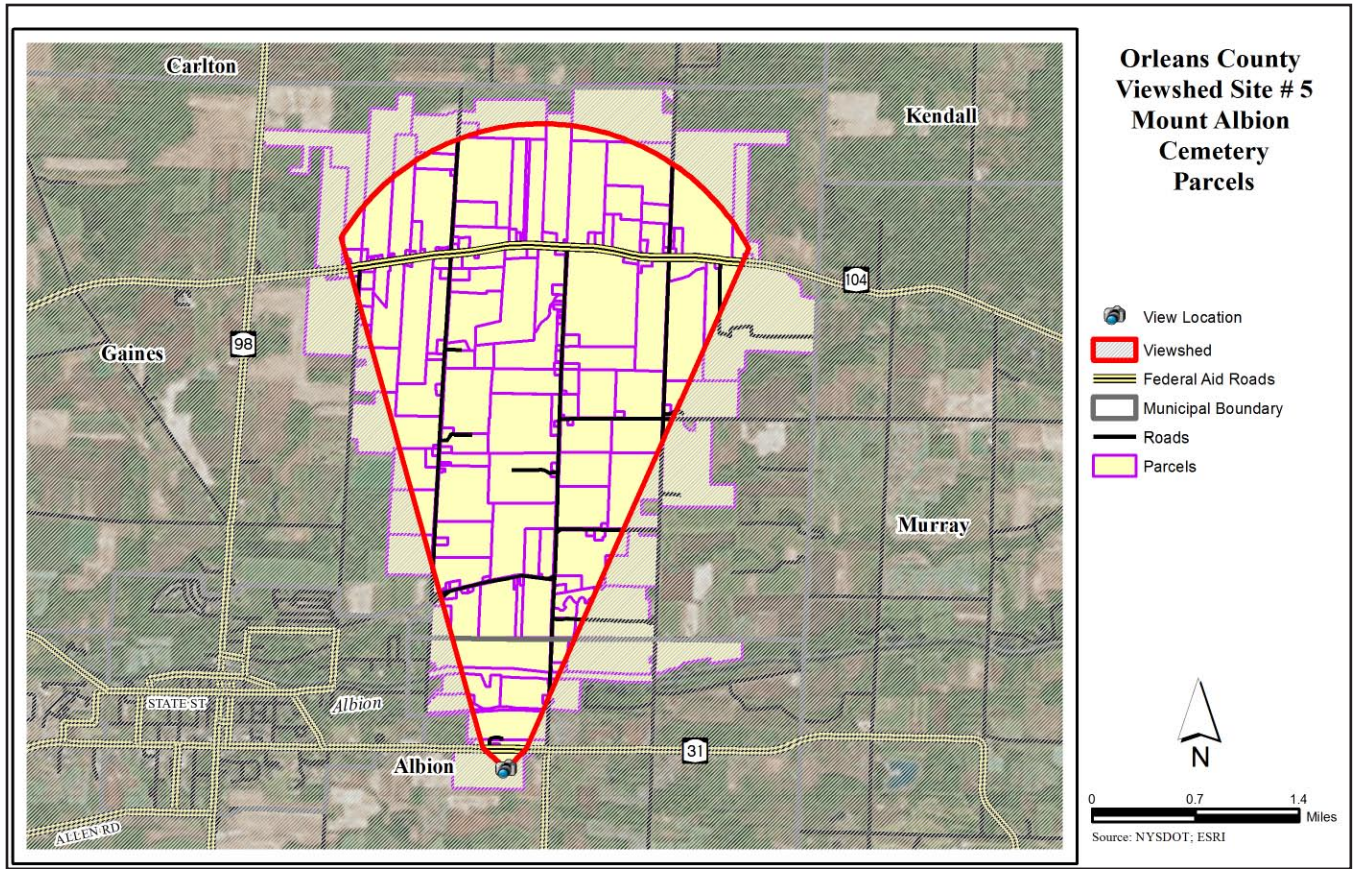 Orleans County
Viewshed Site # 5
Mount Albion
Cemetery
Parcels
Carlton
Kendall
104
98
Gaines
Murray
STATE ST
Albion
Albion
31
ALLEN RD
View Location
Viewshed
Federal Aid Roads
Municipal Boundary
Roads
Parcels
N
0 0.7 1.4
Miles
Source: NYSDOT; ESRI